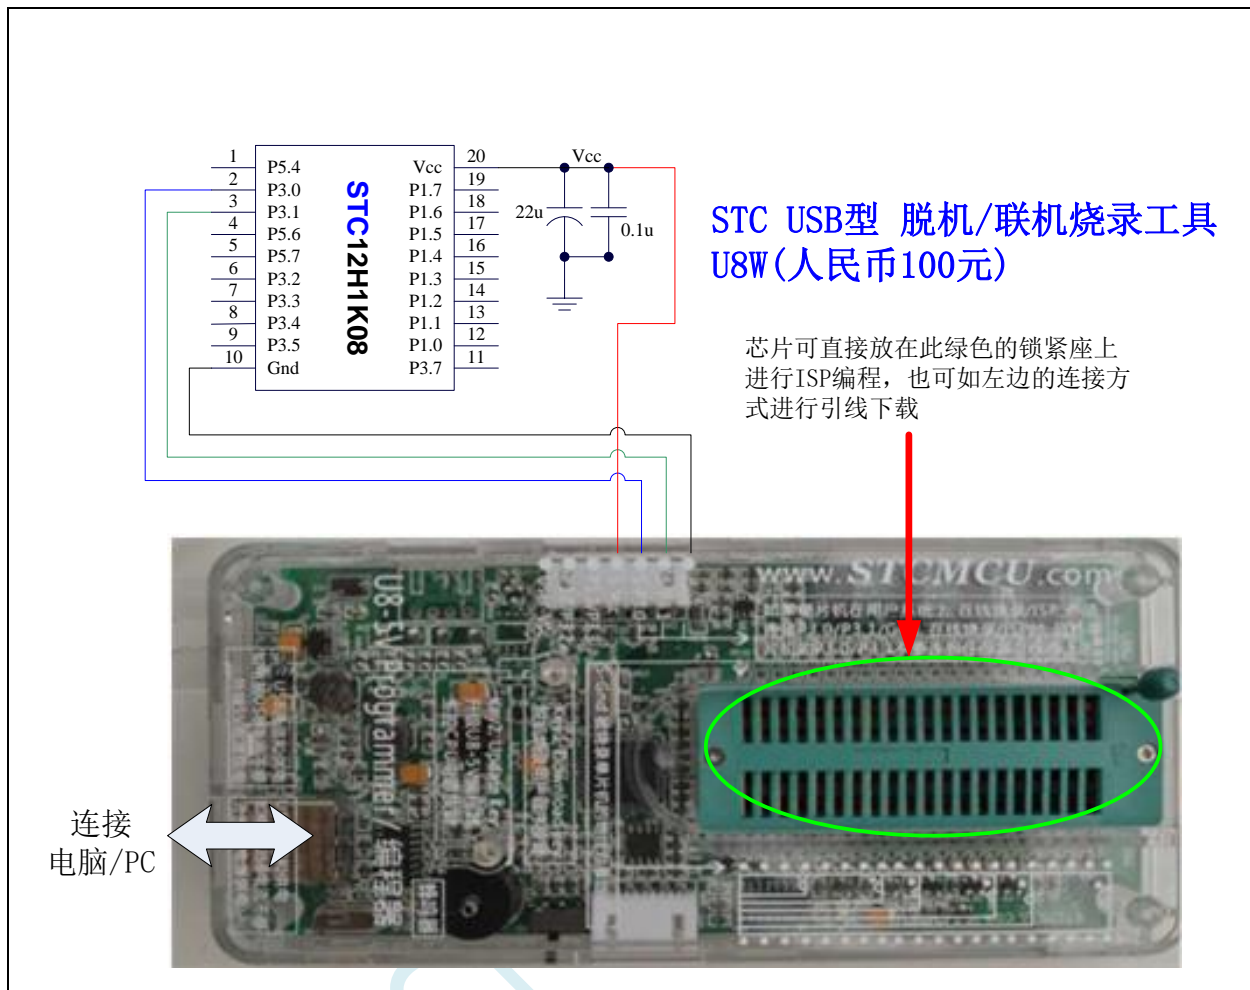 1 P5.4
2 P3.0
3 P3.1
4 P5.6
5 P5.7
6 P3.2
7 P3.3
8 P3.4
9 P3.5
10 Gnd
STC12H1K08
Vcc 20
P1.7 19
P1.6 18
P1.5 17
P1.4 16
P1.3 15
P1.2 14
P1.1 13
P1.0 12
P3.7 11
Vcc
22u
0.1u
STC USB型 脱机/联机烧录工具
U8W(人民币100元)
芯片可直接放在此绿色的锁紧座上
进行ISP编程，也可如左边的连接方
式进行引线下载
www.STCMCU.com
U8-5V Programmer/编程器
连接
电脑/PC